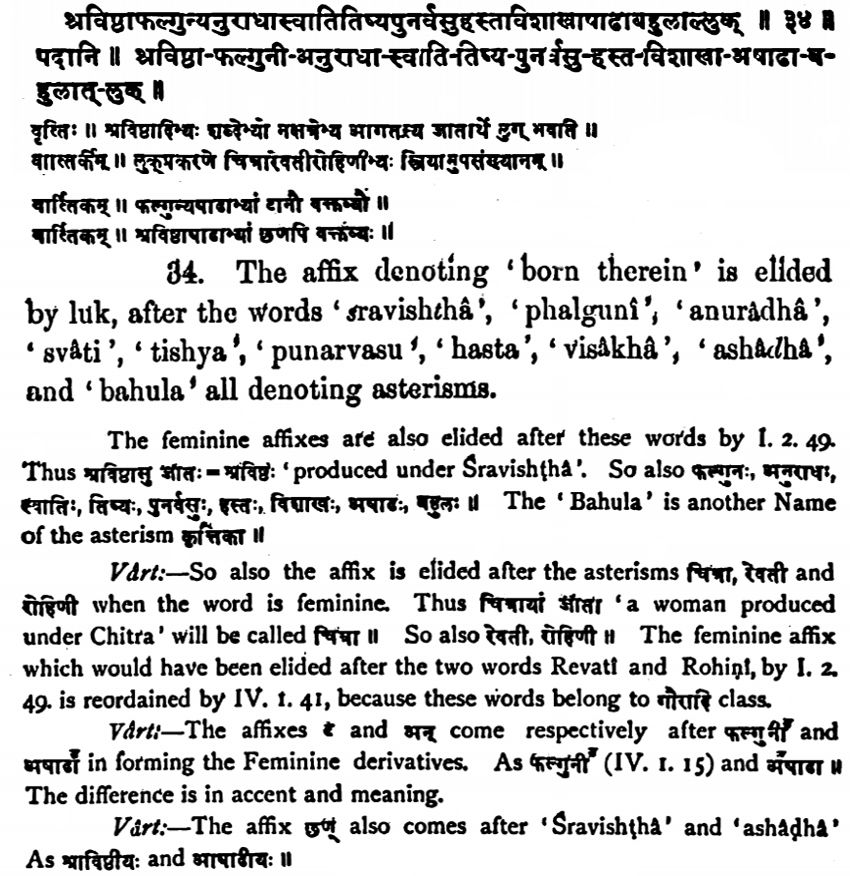 श्रविष्ठाफल्गुन्यनुराधास्वातितिष्यपुनर्वसुहस्तविशाखाषाढाबहुलाल्लुक् ॥ ३४ ॥
पदानि ॥ श्रविष्ठा-फल्गुनी-अनुराधा-स्वाति-तिष्य-पुनर्वसु-हस्त-विशाखा-अषाढा-ब-
हुलात्-लुक् ॥
वृत्तिः ॥ श्रविष्ठादिभ्यः शब्देभ्यो नक्षत्रेभ्य आगतस्य जातार्थे लुग् भवति ॥
वार्त्तिकम् ॥ लुक्प्रकरणे चित्रारेवतीरोहिणीभ्यः स्त्रियामुपसंख्यानम् ॥
वार्त्तिकम् ॥ फल्गुन्यषाढाभ्यां टानौ वक्तव्यौ ॥
वार्त्तिकम् ॥ श्रविष्ठाषाढाभ्यां छणपि वक्तव्यः ॥
34. The affix denoting ‘born therein’ is elided
by luk, after the words ‘sravishthâ’, ‘phalgunî’, ‘anurâdhâ’,
‘svâti’, ‘tishya’, ‘punarvasu’, ‘hasta’, ‘visâkhâ’, ‘ashâdhâ’,
and ‘bahula’ all denoting asterisms.
The feminine affixes are also elided after these words by I. 2. 49.
Thus श्राविष्ठासु जातः = श्रविष्ठः ‘produced under Śravishṭhâ’. So also फल्गुनः, अनुराधः,
स्वातिः, तिष्यः, पुनर्वसुः, हस्तः, विशाखः, अषाढः, बहुलः ॥ The ‘Bahula’ is another Name
of the asterism कृत्तिका ॥
Vârt:—So also the affix is elided after the asterisms चित्रा, रेवती and
रोहिणी when the word is feminine. Thus चित्रायां जाता ‘a woman produced
under Chitra’ will be called चित्रा ॥ So also रेवती, रोहिणी ॥ The feminine affix
which would have been elided after the two words Revatî and Rohiṇî, by I. 2.
49. is reordained by IV. 1. 41, because these words belong to गौरादि class.
Vârt:—The affixes ट and अन् come respectively after फल्गुनी and
अषाढा in forming the Feminine derivatives. As फल्गुनी (IV. 1. 15) and अषाढा ॥
The difference is in accent and meaning.
Vârt:—The affix छण् also comes after ‘Śravishṭhâ’ and ‘ashâḍhâ’
As श्राविष्ठीयः and आषाढीयः ॥